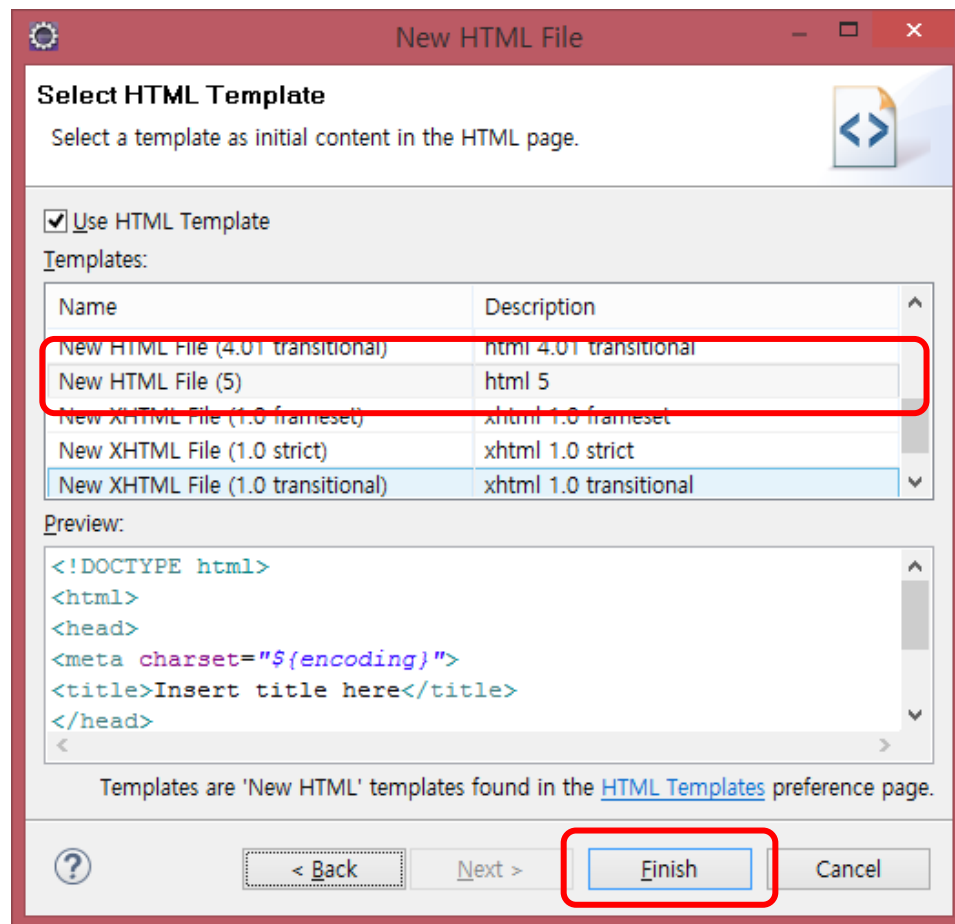 New HTML File
Select HTML Template
Select a template as initial content in the HTML page.
Use HTML Template
Templates:
Name Description
New HTML File (4.01 transitional) html 4.01 transitional
New HTML File (5) html 5
New XHTML File (1.0 frameset) xhtml 1.0 frameset
New XHTML File (1.0 strict) xhtml 1.0 strict
New XHTML File (1.0 transitional) xhtml 1.0 transitional
Preview:
<!DOCTYPE html>
<html>
<head>
<meta charset="${encoding}">
<title>Insert title here</title>
</head>
Templates are 'New HTML' templates found in the HTML Templates preference page.
? < Back Next > Finish Cancel